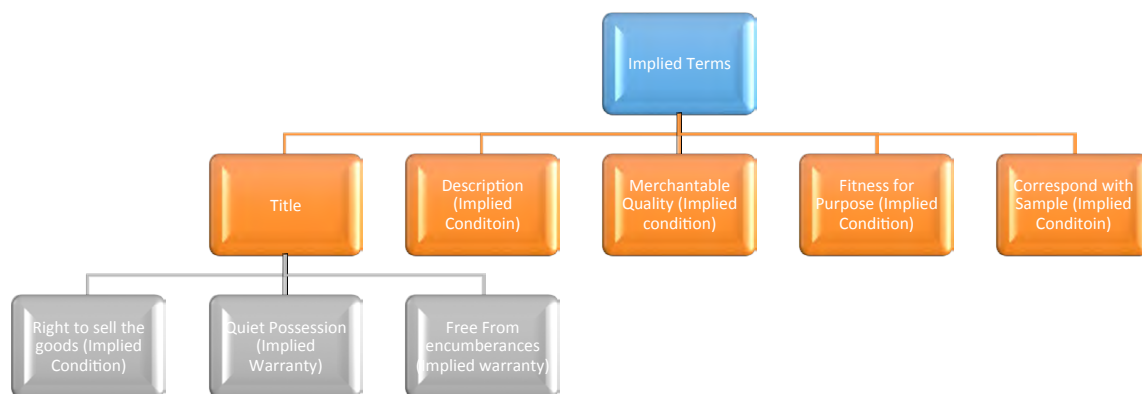 Implied Terms
Title
Description
(Implied
Conditoin)
Merchantable
Quality (Implied
condition)
Fitness for
Purpose (Implied
Condition)
Correspond with
Sample (Implied
Conditoin)
Right to sell the
goods (Implied
Condition)
Quiet Possession
(Implied
Warranty)
Free From
encumberances
(Implied warranty)